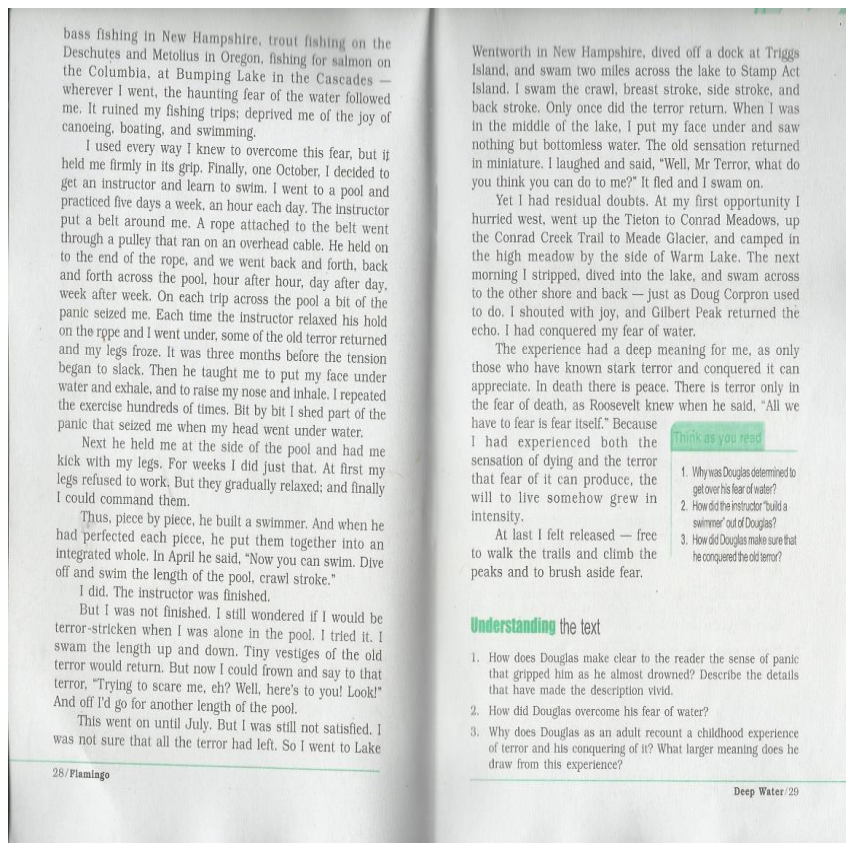 bass fishing in New Hampshire, trout fishing on the
Deschutes and Metolius in Oregon, fishing for salmon on
the Columbia, at Bumping Lake in the Cascades —
wherever I went, the haunting fear of the water followed
me. It ruined my fishing trips; deprived me of the joy of
canoeing, boating, and swimming.
I used every way I knew to overcome this fear, but it
held me firmly in its grip. Finally, one October, I decided to
get an instructor and learn to swim. I went to a pool and
practiced five days a week, an hour each day. The instructor
put a belt around me. A rope attached to the belt went
through a pulley that ran on an overhead cable. He held on
to the end of the rope, and we went back and forth, back
and forth across the pool, hour after hour, day after day,
week after week. On each trip across the pool a bit of the
panic seized me. Each time the instructor relaxed his hold
on the rope and I went under, some of the old terror returned
and my legs froze. It was three months before the tension
began to slack. Then he taught me to put my face under
water and exhale, and to raise my nose and inhale. I repeated
the exercise hundreds of times. Bit by bit I shed part of the
panic that seized me when my head went under water.
Next he held me at the side of the pool and had me
kick with my legs. For weeks I did just that. At first my
legs refused to work. But they gradually relaxed; and finally
I could command them.
Thus, piece by piece, he built a swimmer. And when he
had perfected each piece, he put them together into an
integrated whole. In April he said, “Now you can swim. Dive
off and swim the length of the pool, crawl stroke.”
I did. The instructor was finished.
But I was not finished. I still wondered if I would be
terror-stricken when I was alone in the pool. I tried it. I
swam the length up and down. Tiny vestiges of the old
terror would return. But now I could frown and say to that
terror, “Trying to scare me, eh? Well, here’s to you! Look!”
And off I’d go for another length of the pool.
This went on until July. But I was still not satisfied. I
was not sure that all the terror had left. So I went to Lake
28/Flamingo
Wentworth in New Hampshire, dived off a dock at Triggs
Island, and swam two miles across the lake to Stamp Act
Island. I swam the crawl, breast stroke, side stroke, and
back stroke. Only once did the terror return. When I was
in the middle of the lake, I put my face under and saw
nothing but bottomless water. The old sensation returned
in miniature. I laughed and said, “Well, Mr Terror, what do
you think you can do to me?” It fled and I swam on.
Yet I had residual doubts. At my first opportunity I
hurried west, went up the Tieton to Conrad Meadows, up
the Conrad Creek Trail to Meade Glacier, and camped in
the high meadow by the side of Warm Lake. The next
morning I stripped, dived into the lake, and swam across
to the other shore and back — just as Doug Corpron used
to do. I shouted with joy, and Gilbert Peak returned the
echo. I had conquered my fear of water.
The experience had a deep meaning for me, as only
those who have known stark terror and conquered it can
appreciate. In death there is peace. There is terror only in
the fear of death, as Roosevelt knew when he said, “All we
have to fear is fear itself.” Because
I had experienced both the
sensation of dying and the terror
that fear of it can produce, the
will to live somehow grew in
intensity.
At last I felt released — free
to walk the trails and climb the
peaks and to brush aside fear.
Think as you read
1. Why was Douglas determined to
get over his fear of water?
2. How did the instructor “build a
swimmer” out of Douglas?
3. How did Douglas make sure that
he conquered the old terror?
Understanding the text
1. How does Douglas make clear to the reader the sense of panic
that gripped him as he almost drowned? Describe the details
that have made the description vivid.
2. How did Douglas overcome his fear of water?
3. Why does Douglas as an adult recount a childhood experience
of terror and his conquering of it? What larger meaning does he
draw from this experience?
Deep Water/29